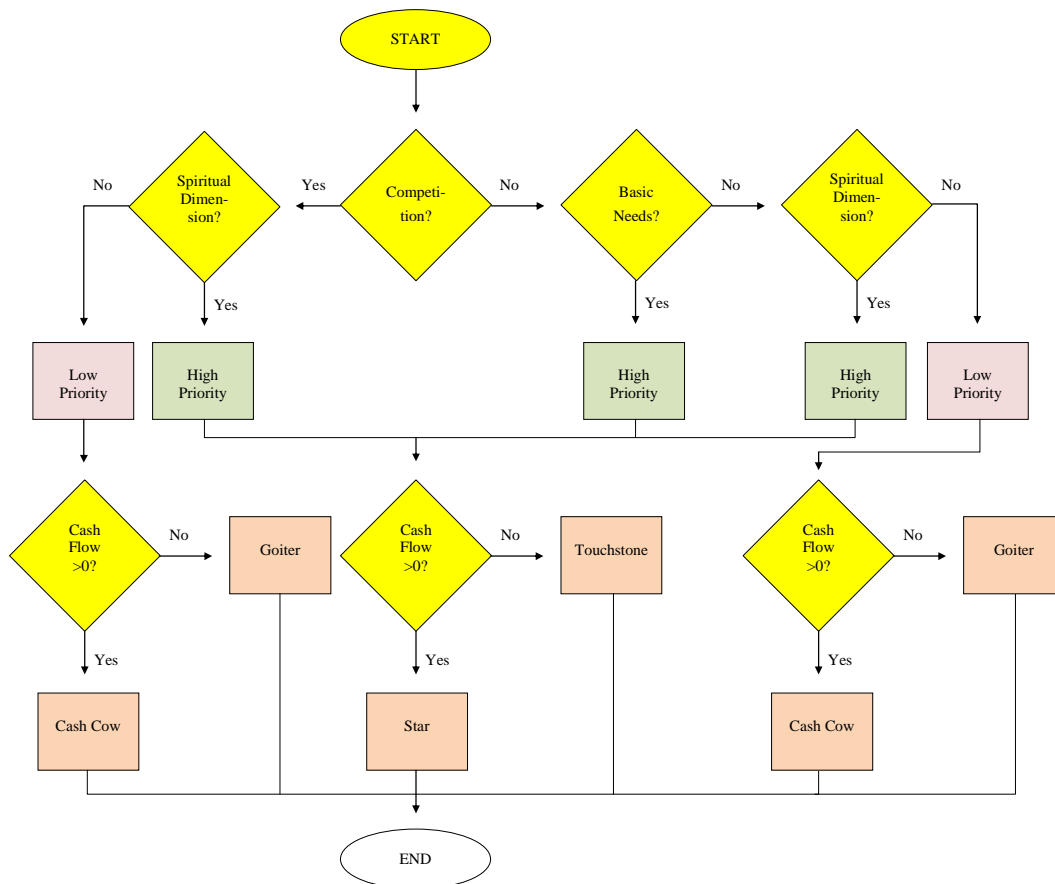 START
No
Spiritual
Dimen-
sion?
Yes
Competi-
tion?
No
Basic
Needs?
No
Spiritual
Dimen-
sion?
No
Yes
Yes
Yes
Low
Priority
High
Priority
High
Priority
High
Priority
Low
Priority
Cash
Flow
>0?
No
Goiter
Cash
Flow
>0?
No
Touchstone
Cash
Flow
>0?
No
Goiter
Yes
Yes
Yes
Cash Cow
Star
Cash Cow
END